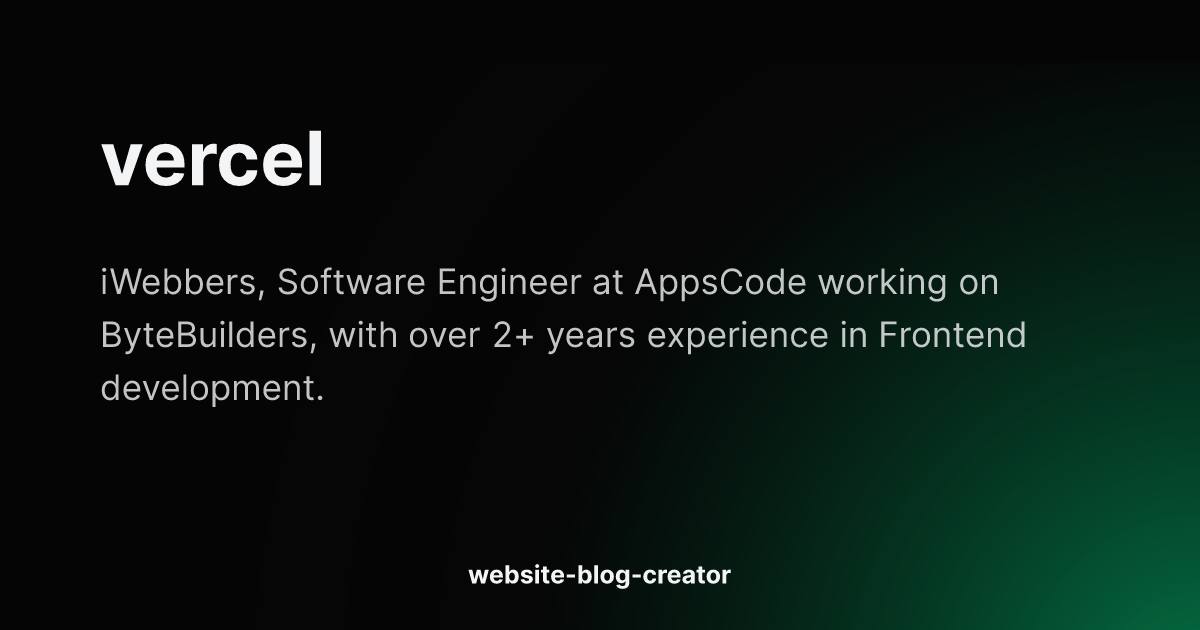 vercel
iWebbers, Software Engineer at AppsCode working on
ByteBuilders, with over 2+ years experience in Frontend
development.
website-blog-creator